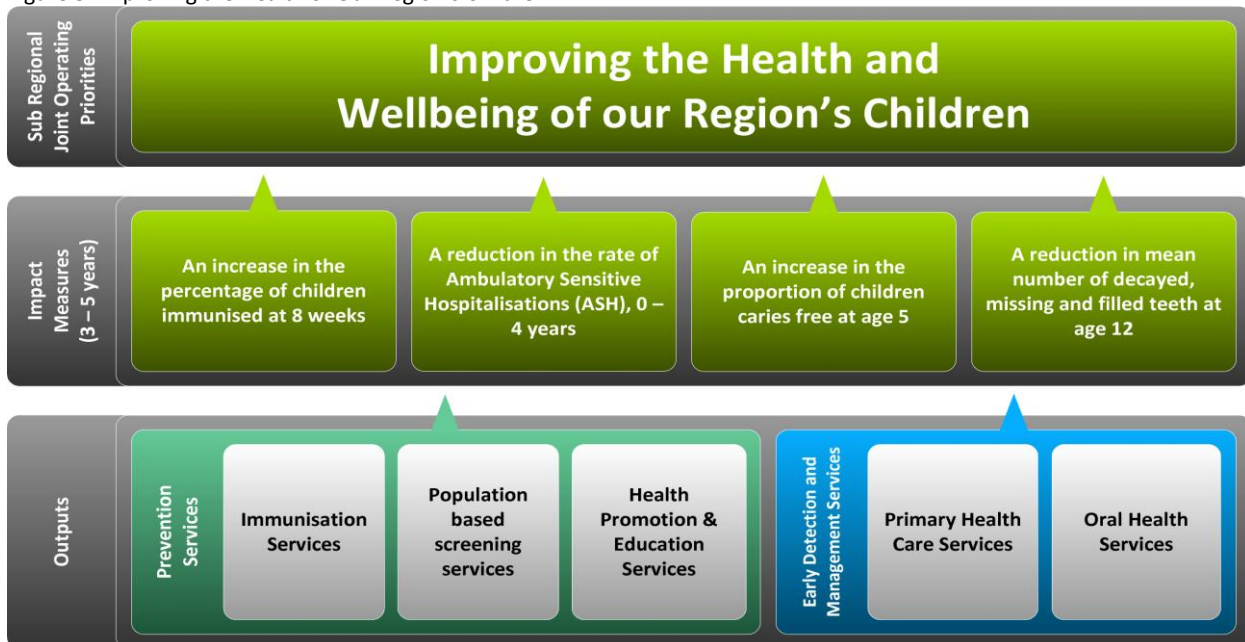 Sub Regional
Joint Operating
Priorities
Improving the Health and
Wellbeing of our Region's Children
Impact
Measures
(3 – 5 years)
An increase in the
percentage of children
immunised at 8 weeks
A reduction in the rate of
Ambulatory Sensitive
Hospitalisations (ASH), 0 –
4 years
An increase in the
proportion of children
caries free at age 5
A reduction in mean
number of decayed,
missing and filled teeth at
age 12
Outputs
Prevention
Services
Immunisation
Services
Population
based
screening
services
Health
Promotion &
Education
Services
Early Detection and
Management Services
Primary Health
Care Services
Oral Health
Services